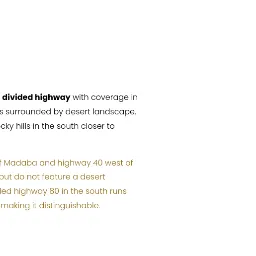 divided highway with coverage in
s surrounded by desert landscape.
cky hills in the south closer to
f Madaba and highway 40 west of
but do not feature a desert
ded highway 80 in the south runs
making it distinguishable.